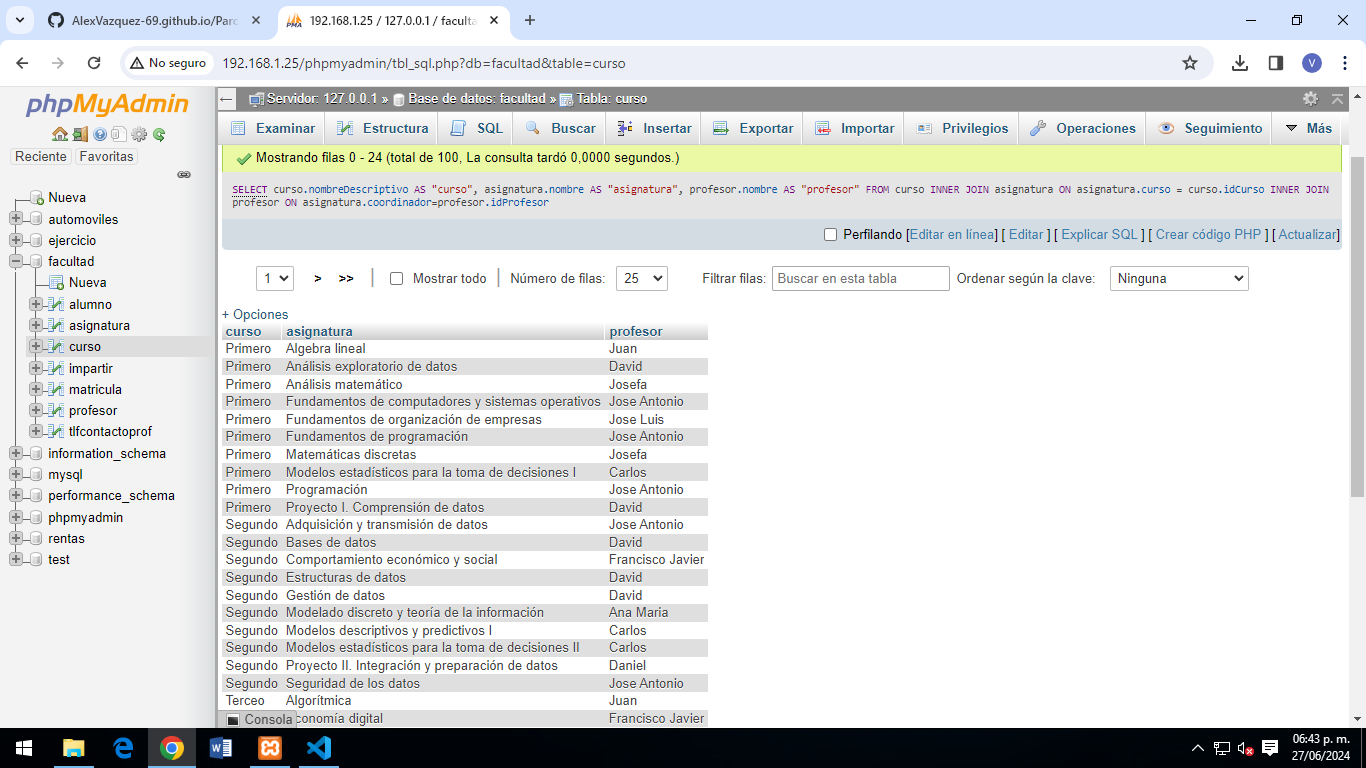 AlexVazquez-69.github.io/Parc
192.168.1.25 / 127.0.0.1 / faculta
No seguro
192.168.1.25/phpmyadmin/tbl_sql.php?db=facultad&table=curso
V
phpMyAdmin
Reciente Favoritas
Nueva
automoviles
ejercicio
facultad
Nueva
alumno
asignatura
curso
impartir
matricula
profesor
tlfcontactoprof
information_schema
mysql
performance_schema
phpmyadmin
rentas
test
Servidor: 127.0.0.1 » Base de datos: facultad » Tabla: curso
Examinar Estructura SQL Buscar Insertar Exportar Importar Privilegios Operaciones Seguimiento Más
Mostrando filas 0 - 24 (total de 100, La consulta tardó 0,0000 segundos.)
SELECT curso.nombreDescriptivo AS "curso", asignatura.nombre AS "asignatura", profesor.nombre AS "profesor" FROM curso INNER JOIN asignatura ON asignatura.curso = curso.idCurso INNER JOIN
profesor ON asignatura.coordinador=profesor.idProfesor
Perfilando [Editar en línea] [ Editar ] [ Explicar SQL ] [ Crear código PHP ] [ Actualizar]
1 > >> Mostrar todo Número de filas: 25 Filtrar filas: Buscar en esta tabla Ordenar según la clave: Ninguna
+ Opciones
curso asignatura profesor
Primero Algebra lineal Juan
Primero Análisis exploratorio de datos David
Primero Análisis matemático Josefa
Primero Fundamentos de computadores y sistemas operativos Jose Antonio
Primero Fundamentos de organización de empresas Jose Luis
Primero Fundamentos de programación Jose Antonio
Primero Matemáticas discretas Josefa
Primero Modelos estadísticos para la toma de decisiones I Carlos
Primero Programación Jose Antonio
Primero Proyecto I. Comprensión de datos David
Segundo Adquisición y transmisión de datos Jose Antonio
Segundo Bases de datos David
Segundo Comportamiento económico y social Francisco Javier
Segundo Estructuras de datos David
Segundo Gestión de datos David
Segundo Modelado discreto y teoría de la información Ana Maria
Segundo Modelos descriptivos y predictivos I Carlos
Segundo Modelos estadísticos para la toma de decisiones II Carlos
Segundo Proyecto II. Integración y preparación de datos Daniel
Segundo Seguridad de los datos Jose Antonio
Terceo Algorítmica Juan
Consola conomía digital Francisco Javier
06:43 p. m.
27/06/2024